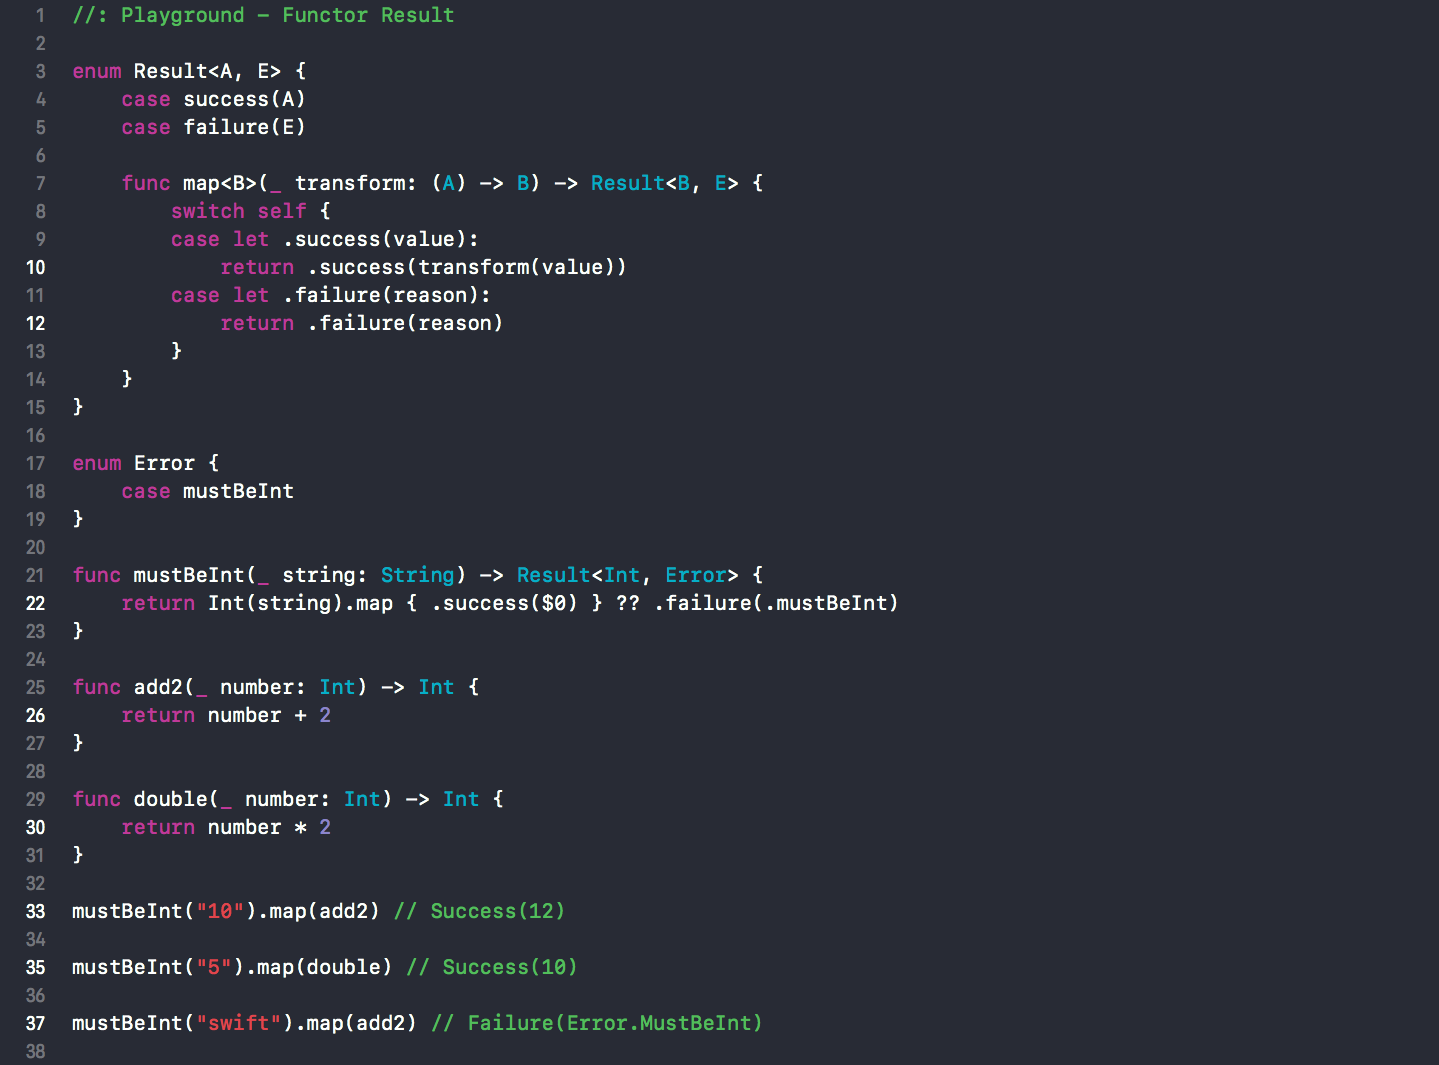 1 //: Playground – Functor Result
2
3 enum Result<A, E> {
4     case success(A)
5     case failure(E)
6
7     func map<B>(_ transform: (A) -> B) -> Result<B, E> {
8         switch self {
9         case let .success(value):
10             return .success(transform(value))
11         case let .failure(reason):
12             return .failure(reason)
13         }
14     }
15 }
16
17 enum Error {
18     case mustBeInt
19 }
20
21 func mustBeInt(_ string: String) -> Result<Int, Error> {
22     return Int(string).map { .success($0) } ?? .failure(.mustBeInt)
23 }
24
25 func add2(_ number: Int) -> Int {
26     return number + 2
27 }
28
29 func double(_ number: Int) -> Int {
30     return number * 2
31 }
32
33 mustBeInt("10").map(add2) // Success(12)
34
35 mustBeInt("5").map(double) // Success(10)
36
37 mustBeInt("swift").map(add2) // Failure(Error.MustBeInt)
38